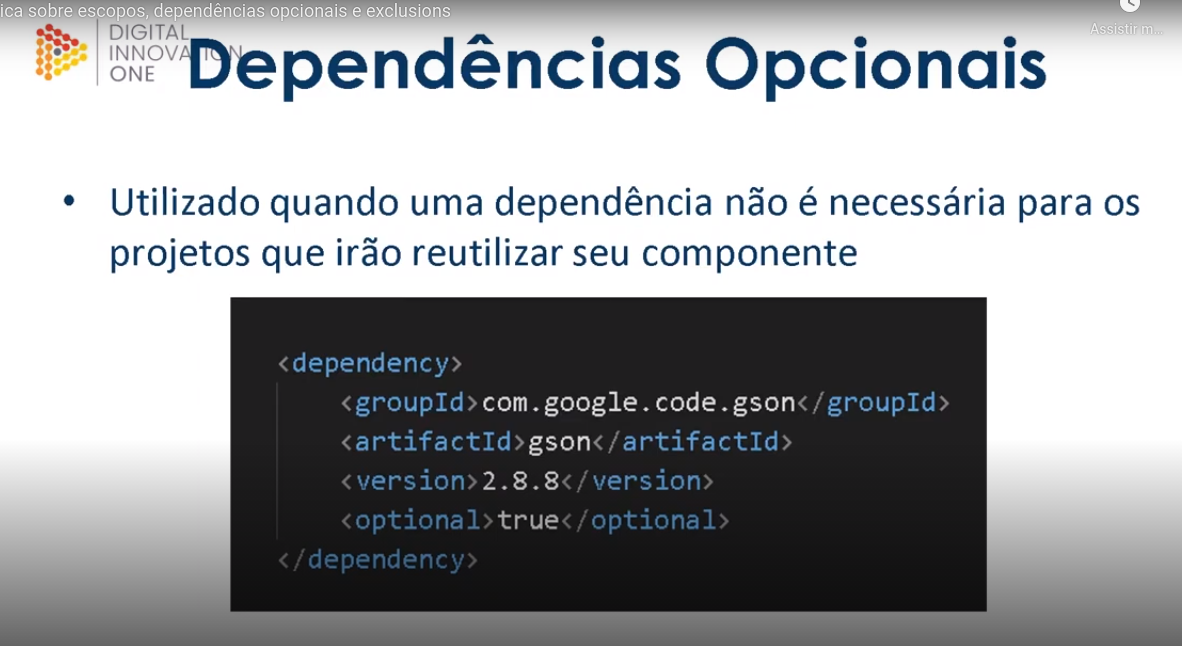 ica sobre escopos, dependências opcionais e exclusions
Assistir m...
DIGITAL
INNOVATION
ONE
Dependências Opcionais
• Utilizado quando uma dependência não é necessária para os
projetos que irão reutilizar seu componente
<dependency>
<groupId>com.google.code.gson</groupId>
<artifactId>gson</artifactId>
<version>2.8.8</version>
<optional>true</optional>
</dependency>